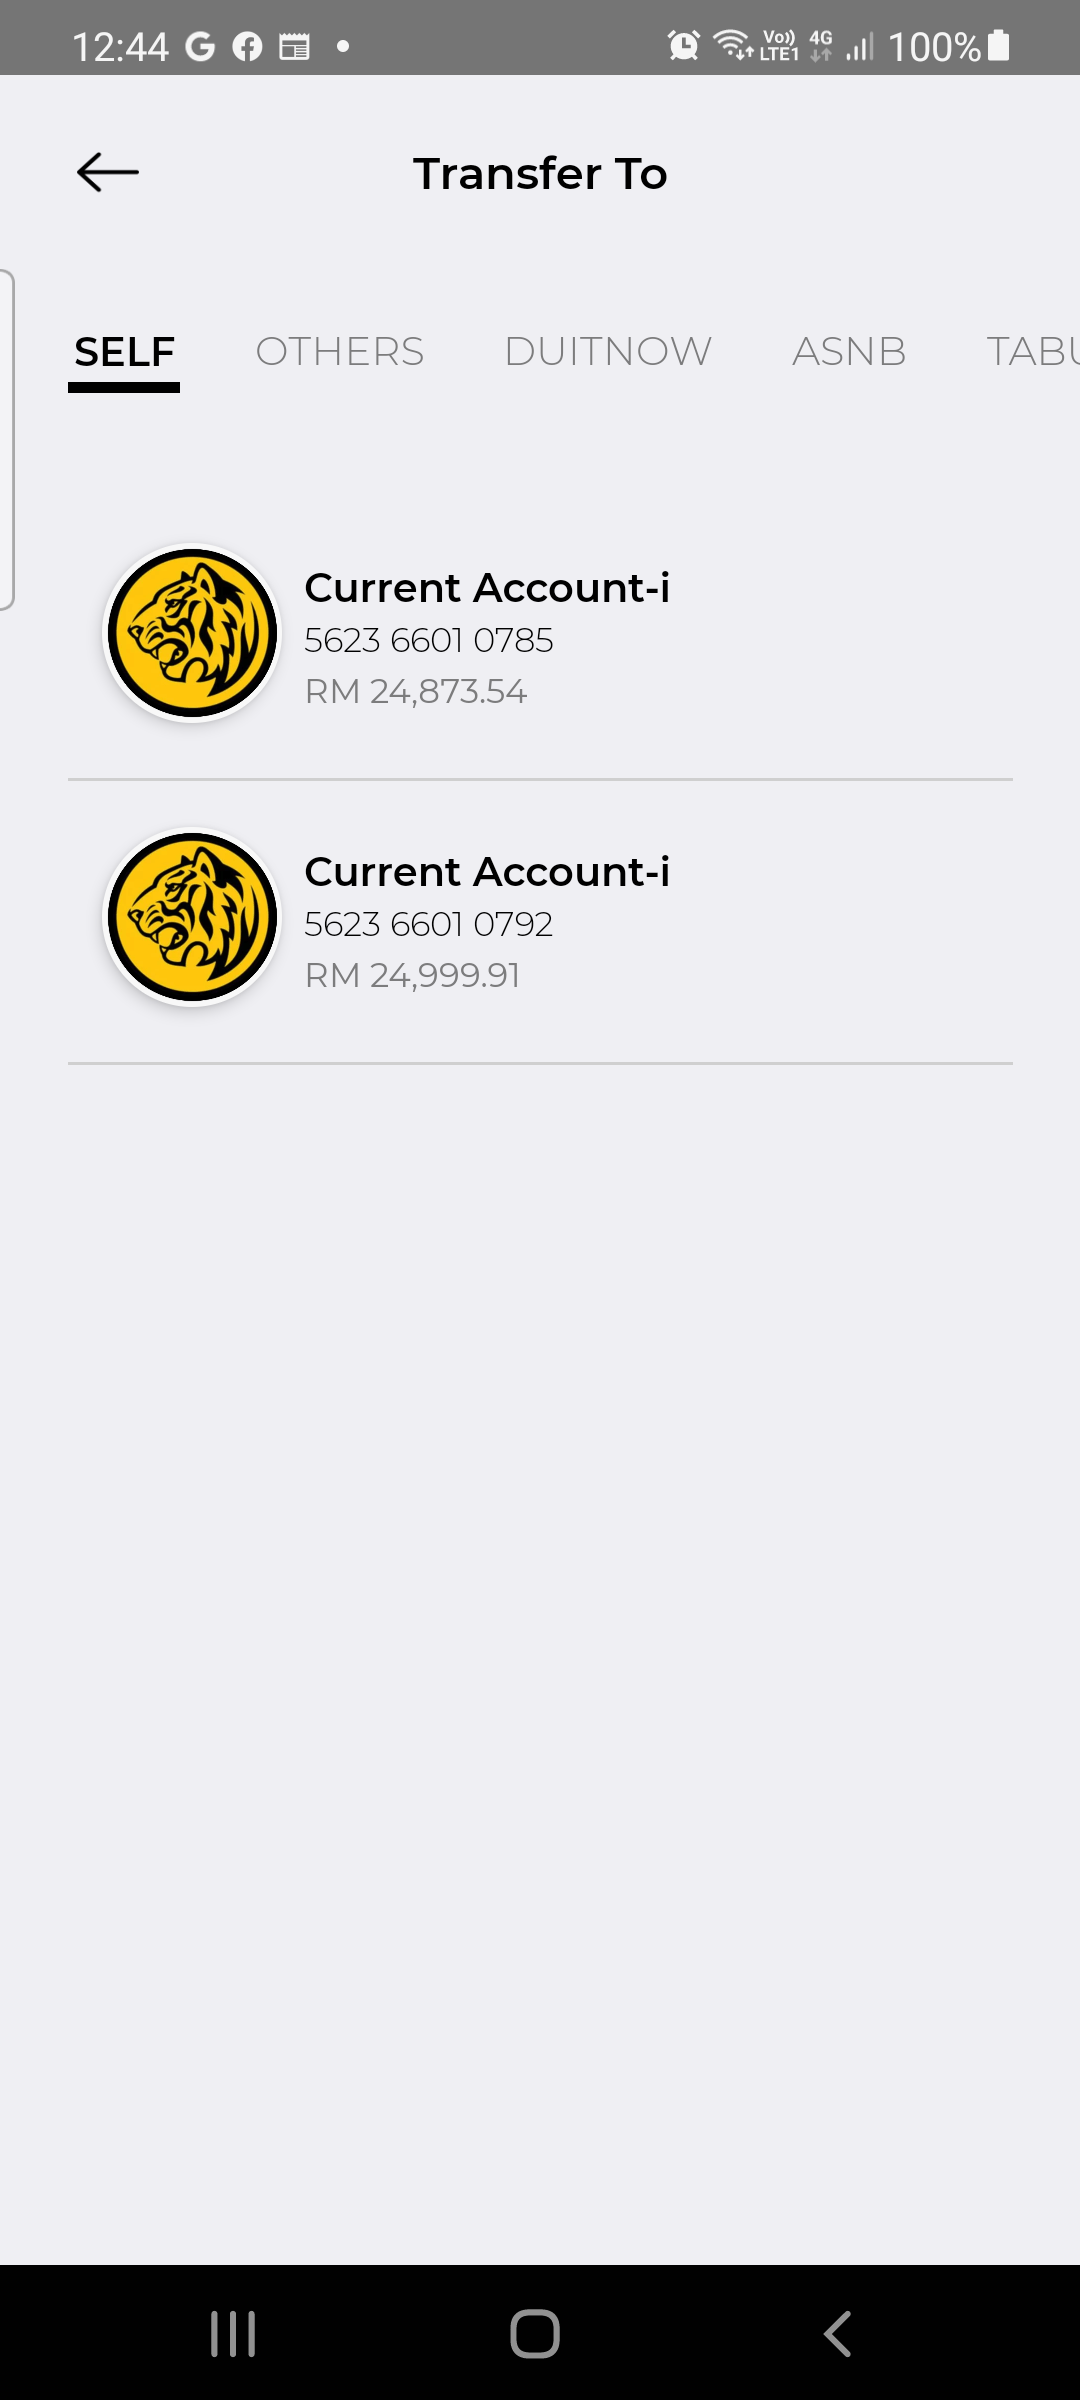 12:44 Vo)) LTE1 4G 100%
Transfer To
SELF OTHERS DUITNOW ASNB TABU
Current Account-i
5623 6601 0785
RM 24,873.54
Current Account-i
5623 6601 0792
RM 24,999.91